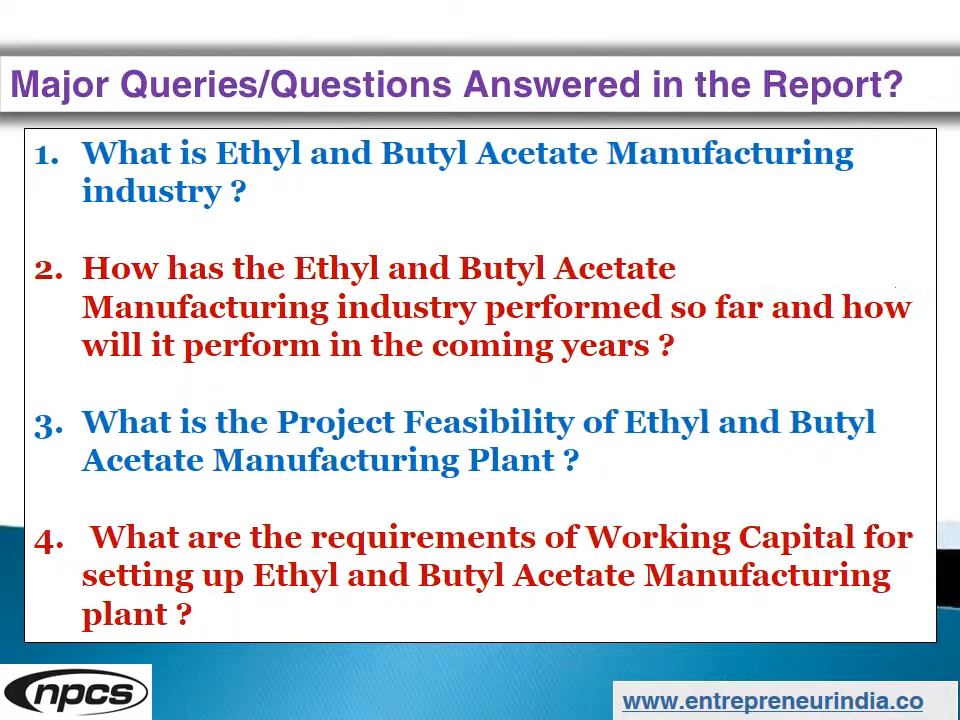 Major Queries/Questions Answered in the Report?
1. What is Ethyl and Butyl Acetate Manufacturing
industry ?
2. How has the Ethyl and Butyl Acetate
Manufacturing industry performed so far and how
will it perform in the coming years ?
3. What is the Project Feasibility of Ethyl and Butyl
Acetate Manufacturing Plant ?
4. What are the requirements of Working Capital for
setting up Ethyl and Butyl Acetate Manufacturing
plant ?
npcs
www.entrepreneurindia.co